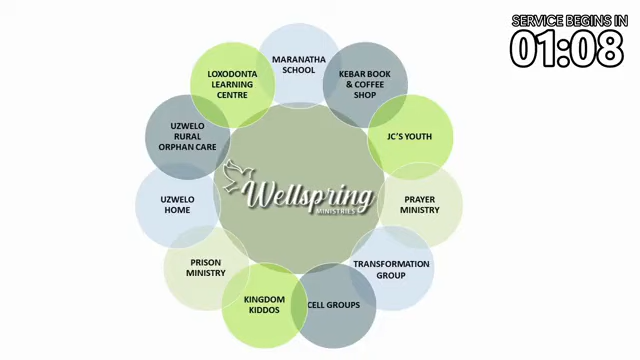 SERVICE BEGINS IN
01:08
MARANATHA
SCHOOL
KEBAR BOOK
& COFFEE
SHOP
JC'S YOUTH
PRAYER
MINISTRY
TRANSFORMATION
GROUP
CELL GROUPS
KINGDOM
KIDDOS
PRISON
MINISTRY
UZWELO
HOME
UZWELO
RURAL
ORPHAN CARE
LOXODONTA
LEARNING
CENTRE
Wellspring
MINISTRIES